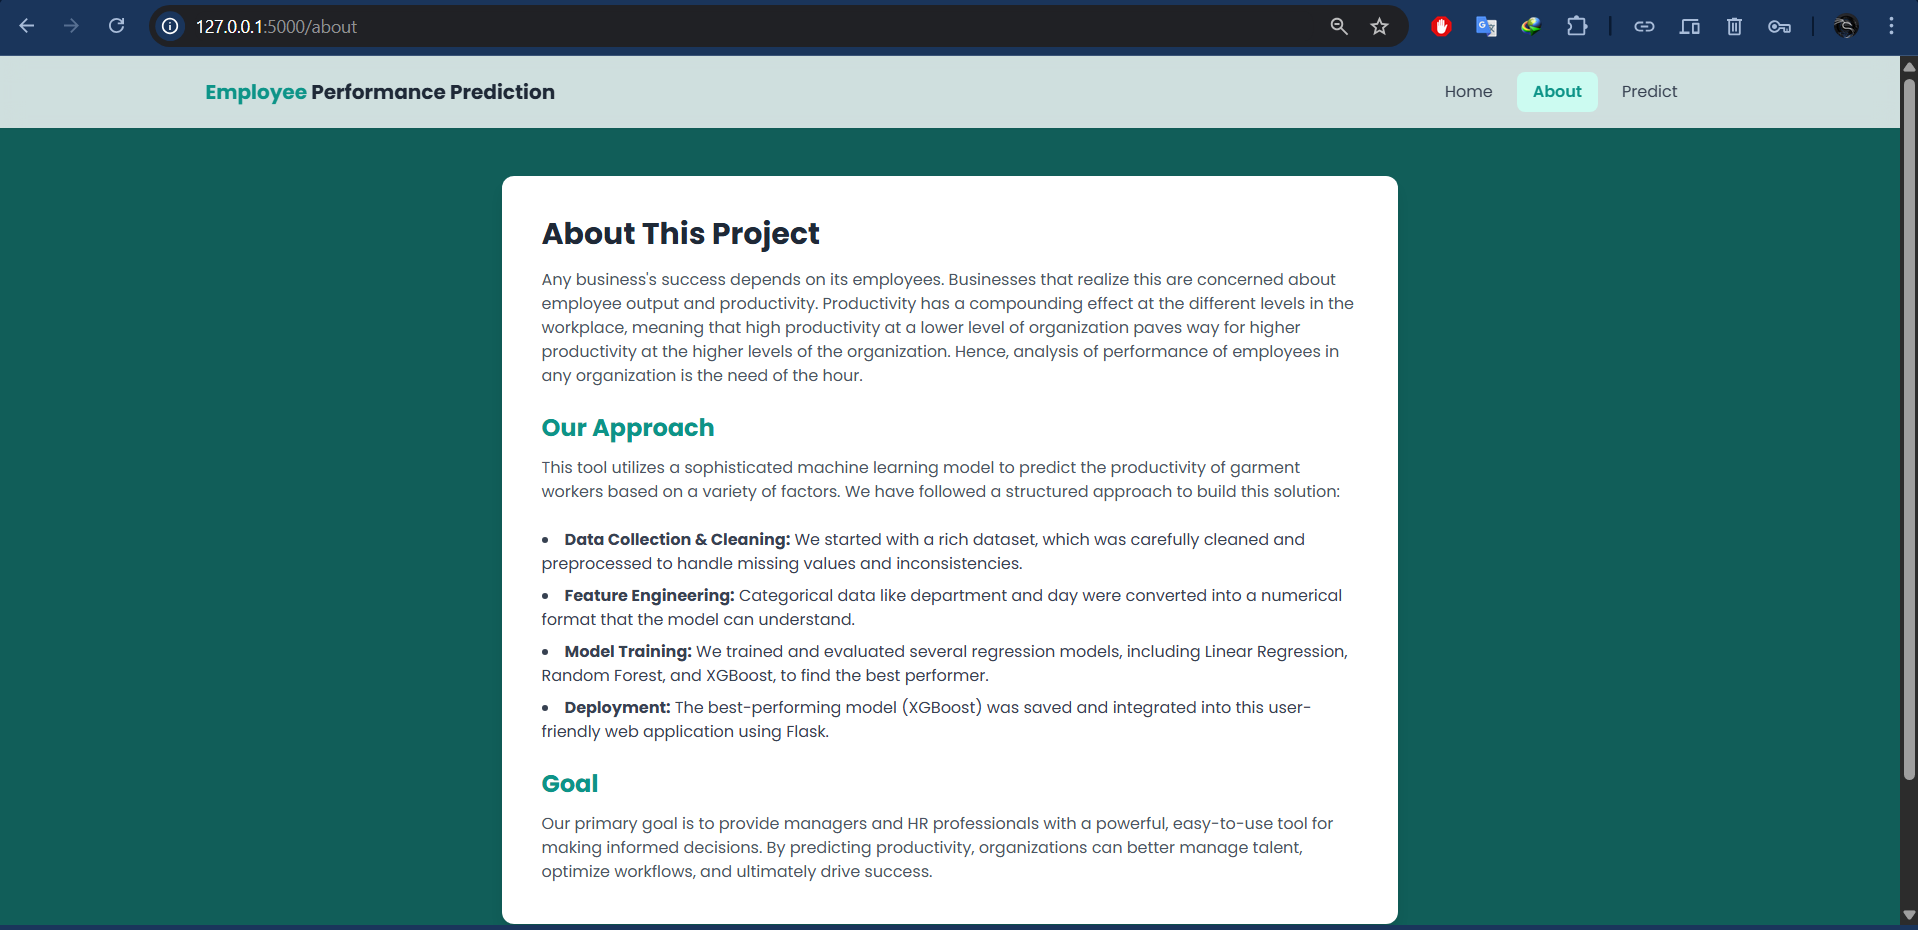 127.0.0.1:5000/about
Employee Performance Prediction
Home About Predict
About This Project
Any business's success depends on its employees. Businesses that realize this are concerned about
employee output and productivity. Productivity has a compounding effect at the different levels in the
workplace, meaning that high productivity at a lower level of organization paves way for higher
productivity at the higher levels of the organization. Hence, analysis of performance of employees in
any organization is the need of the hour.
Our Approach
This tool utilizes a sophisticated machine learning model to predict the productivity of garment
workers based on a variety of factors. We have followed a structured approach to build this solution:
• Data Collection & Cleaning: We started with a rich dataset, which was carefully cleaned and
preprocessed to handle missing values and inconsistencies.
• Feature Engineering: Categorical data like department and day were converted into a numerical
format that the model can understand.
• Model Training: We trained and evaluated several regression models, including Linear Regression,
Random Forest, and XGBoost, to find the best performer.
• Deployment: The best-performing model (XGBoost) was saved and integrated into this user-
friendly web application using Flask.
Goal
Our primary goal is to provide managers and HR professionals with a powerful, easy-to-use tool for
making informed decisions. By predicting productivity, organizations can better manage talent,
optimize workflows, and ultimately drive success.